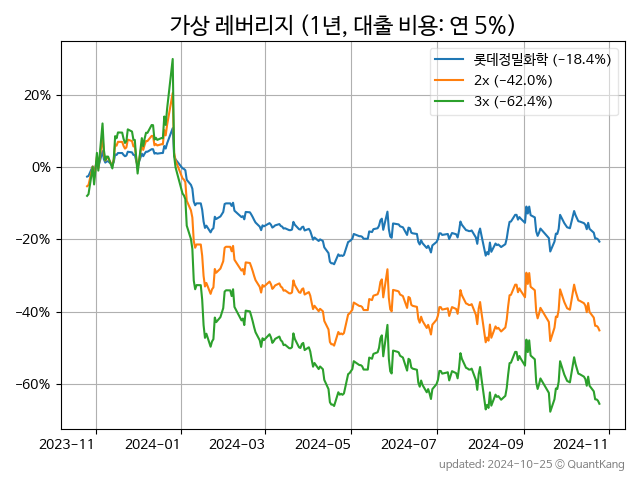 가상 레버리지 (1년, 대출 비용: 연 5%)
롯데정밀화학 (−18.4%)
2x (−42.0%)
3x (−62.4%)
20%
0%
−20%
−40%
−60%
2023−11 2024−01 2024−03 2024−05 2024−07 2024−09 2024−11
updated: 2024-10-25 © QuantKang